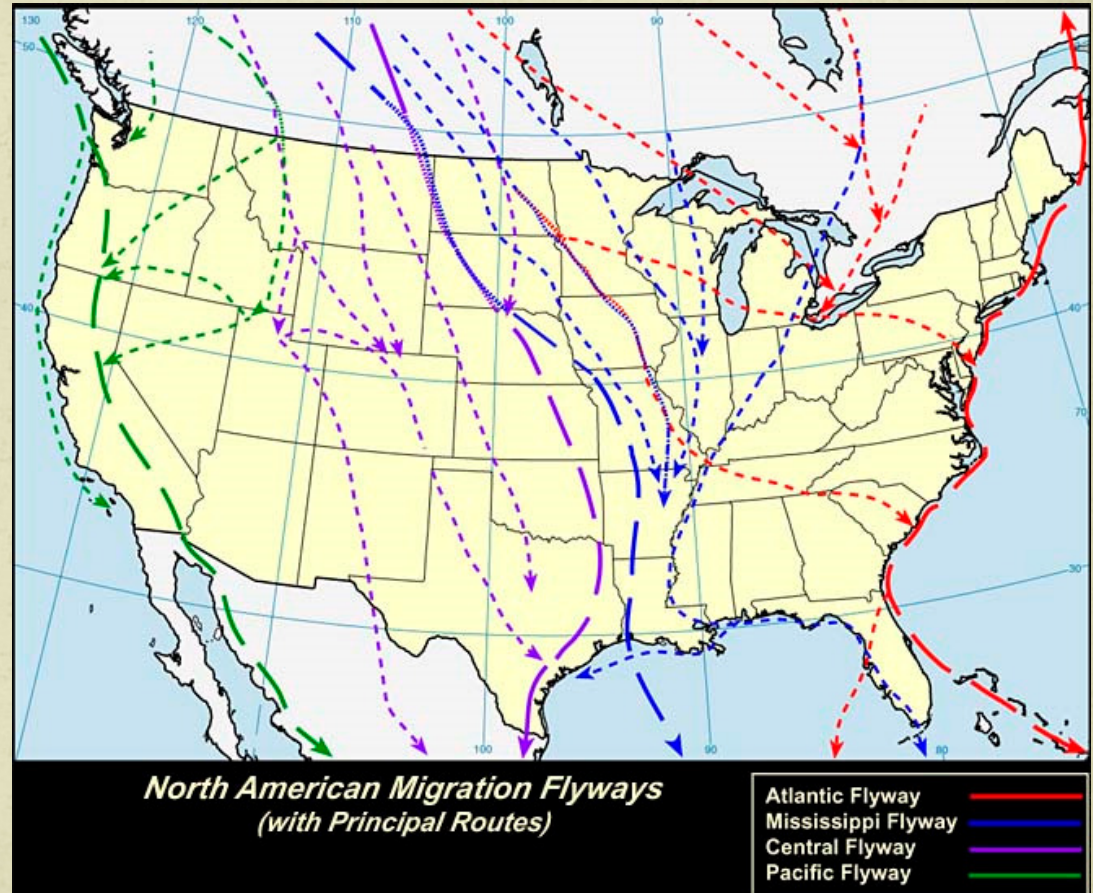 130
120
110
100
90
50
40
40
70
30
100
90
80
North American Migration Flyways
(with Principal Routes)
Atlantic Flyway
Mississippi Flyway
Central Flyway
Pacific Flyway